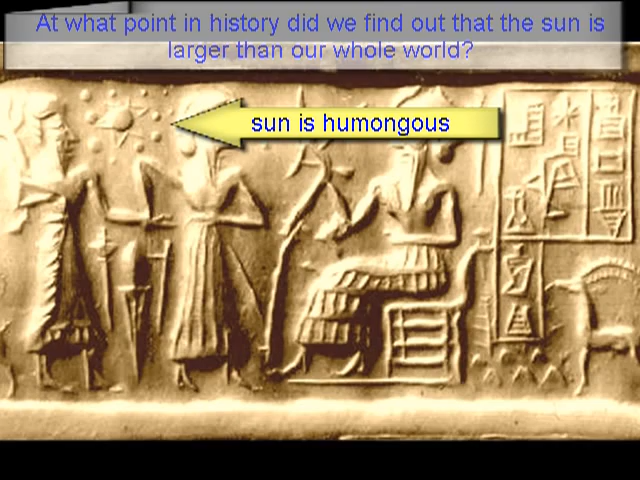 At what point in history did we find out that the sun is
larger than our whole world?
sun is humongous